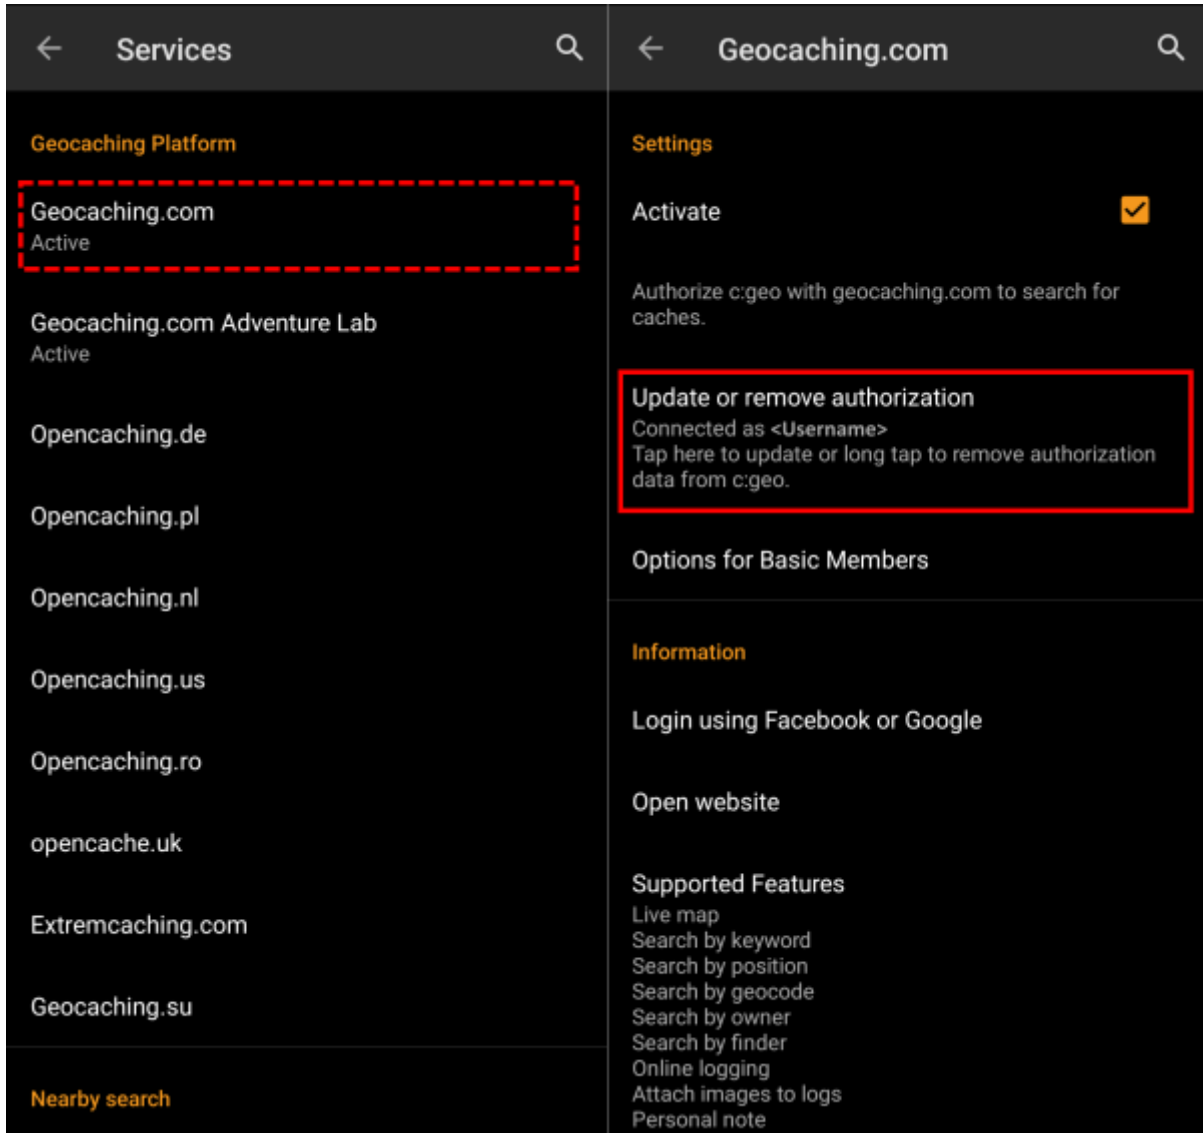 Services
Geocaching Platform
Geocaching.com
Active
Geocaching.com Adventure Lab
Active
Opencaching.de
Opencaching.pl
Opencaching.nl
Opencaching.us
Opencaching.ro
opencache.uk
Extremcaching.com
Geocaching.su
Nearby search
Geocaching.com
Settings
Activate
Authorize c:geo with geocaching.com to search for
caches.
Update or remove authorization
Connected as <Username>
Tap here to update or long tap to remove authorization
data from c:geo.
Options for Basic Members
Information
Login using Facebook or Google
Open website
Supported Features
Live map
Search by keyword
Search by position
Search by geocode
Search by owner
Search by finder
Online logging
Attach images to logs
Personal note